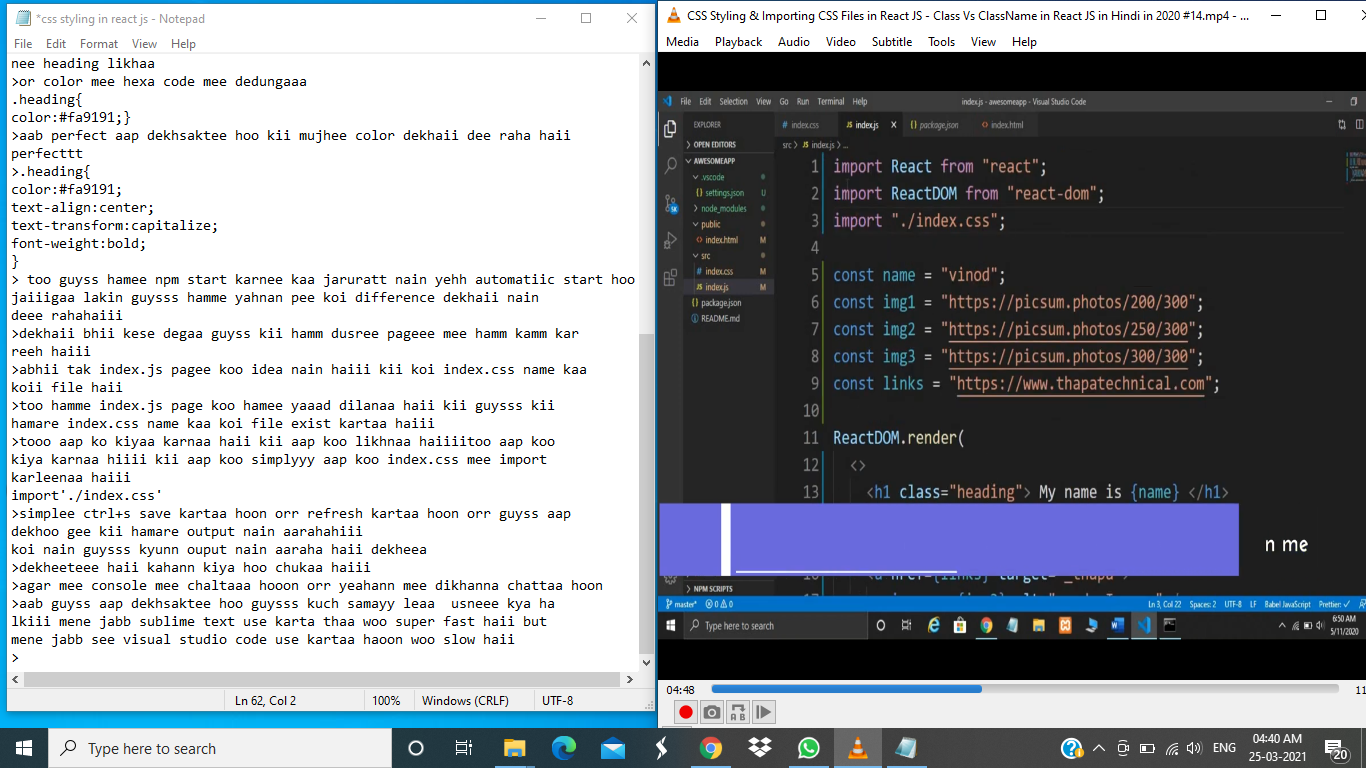 *css styling in react js - Notepad
File Edit Format View Help
nee heading likhaa
>or color mee hexa code mee dedungaaa
.heading{
color:#fa9191;}
>aab perfect aap dekhsaktee hoo kii mujhee color dekhaii dee raha haii
perfecttt
>.heading{
color:#fa9191;
text-align:center;
text-transform:capitalize;
font-weight:bold;
}
> too guyss hamee npm start karnee kaa jaruratt nain yehh automatiic start hoo
jaiiigaa lakin guysss hamme yahnan pee koi difference dekhaii nain
deee rahahaiii
>dekhaii bhii kese degaa guyss kii hamm dusree pageee mee hamm kamm kar
reeh haiii
>abhii tak index.js pagee koo idea nain haiii kii koi index.css name kaa
koii file haii
>too hamme index.js page koo hamee yaaad dilanaa haii kii guysss kii
hamare index.css name kaa koi file exist kartaa haiii
>tooo aap ko kiyaa karnaa haii kii aap koo likhnaa haiiiitoo aap koo
kiya karnaa hiiii kii aap koo simplyyy aap koo index.css mee import
karleenaa haiii
import'./index.css'
>simplee ctrl+s save kartaa hoon orr refresh kartaa hoon orr guyss aap
dekhoo gee kii hamare output nain aarahahiii
koi nain guysss kyunn ouput nain aaraha haii dekheea
>dekheeteee haii kahann kiya hoo chukaa haiii
>agar mee console mee chaltaaa hooon orr yeahann mee dikhanna chattaa hoon
>aab guyss aap dekhsaktee hoo guysss kuch samayy leaa  usneee kya ha
lkiii mene jabb sublime text use karta thaa woo super fast haii but
mene jabb see visual studio code use kartaa haoon woo slow haii
>
Ln 62, Col 2 100% Windows (CRLF) UTF-8
CSS Styling & Importing CSS Files in React JS - Class Vs ClassName in React JS in Hindi in 2020 #14.mp4 - ...
Media Playback Audio Video Subtitle Tools View Help
File Edit Selection View Go Run Terminal Help index.js - awesomeapp - Visual Studio Code
EXPLORER
OPEN EDITORS
AWESOMEAPP
.vscode
{} settings.json U
node_modules
public
<> index.html M
src
# index.css M
JS index.js M
{} package.json
README.md
NPM SCRIPTS
# index.css JS index.js X {} package.json <> index.html
src > JS index.js > ...
1 import React from "react";
2 import ReactDOM from "react-dom";
3 import "./index.css";
4
5 const name = "vinod";
6 const img1 = "https://picsum.photos/200/300";
7 const img2 = "https://picsum.photos/250/300";
8 const img3 = "https://picsum.photos/300/300";
9 const links = "https://www.thapatechnical.com";
10
11 ReactDOM.render(
12 <>
13 <h1 class="heading"> My name is {name} </h1>
n me
master* 0 0 Ln 3, Col 22 Spaces: 2 UTF-8 LF Babel JavaScript Prettier: ✓
Type here to search
6:50 AM
5/11/2020
04:48 11
Type here to search
ENG
04:40 AM
25-03-2021
20